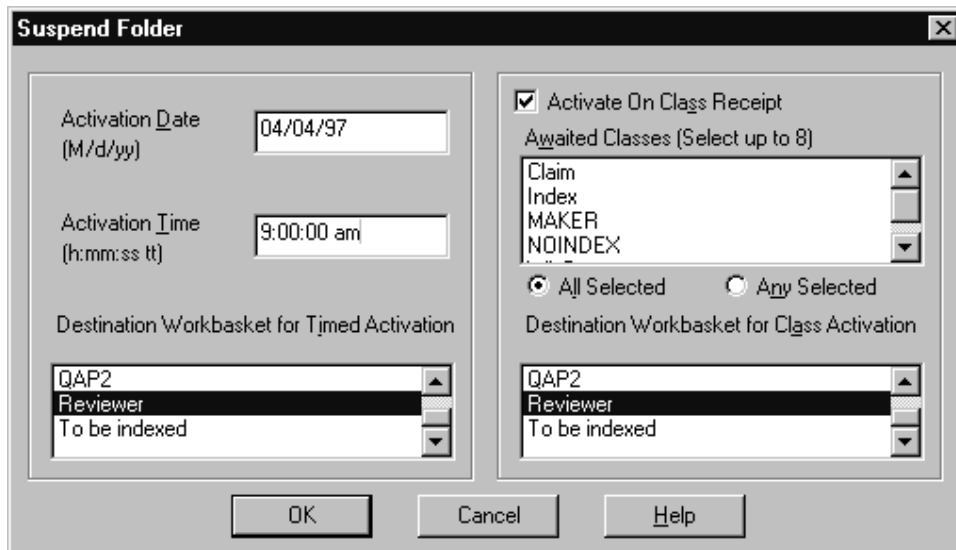 Suspend Folder
Activation Date
(M/d/yy)
04/04/97
Activation Time
(h:mm:ss tt)
9:00:00 am
Destination Workbasket for Timed Activation
QAP2
Reviewer
To be indexed
Activate On Class Receipt
Awaited Classes (Select up to 8)
Claim
Index
MAKER
NOINDEX
All Selected
Any Selected
Destination Workbasket for Class Activation
QAP2
Reviewer
To be indexed
OK
Cancel
Help